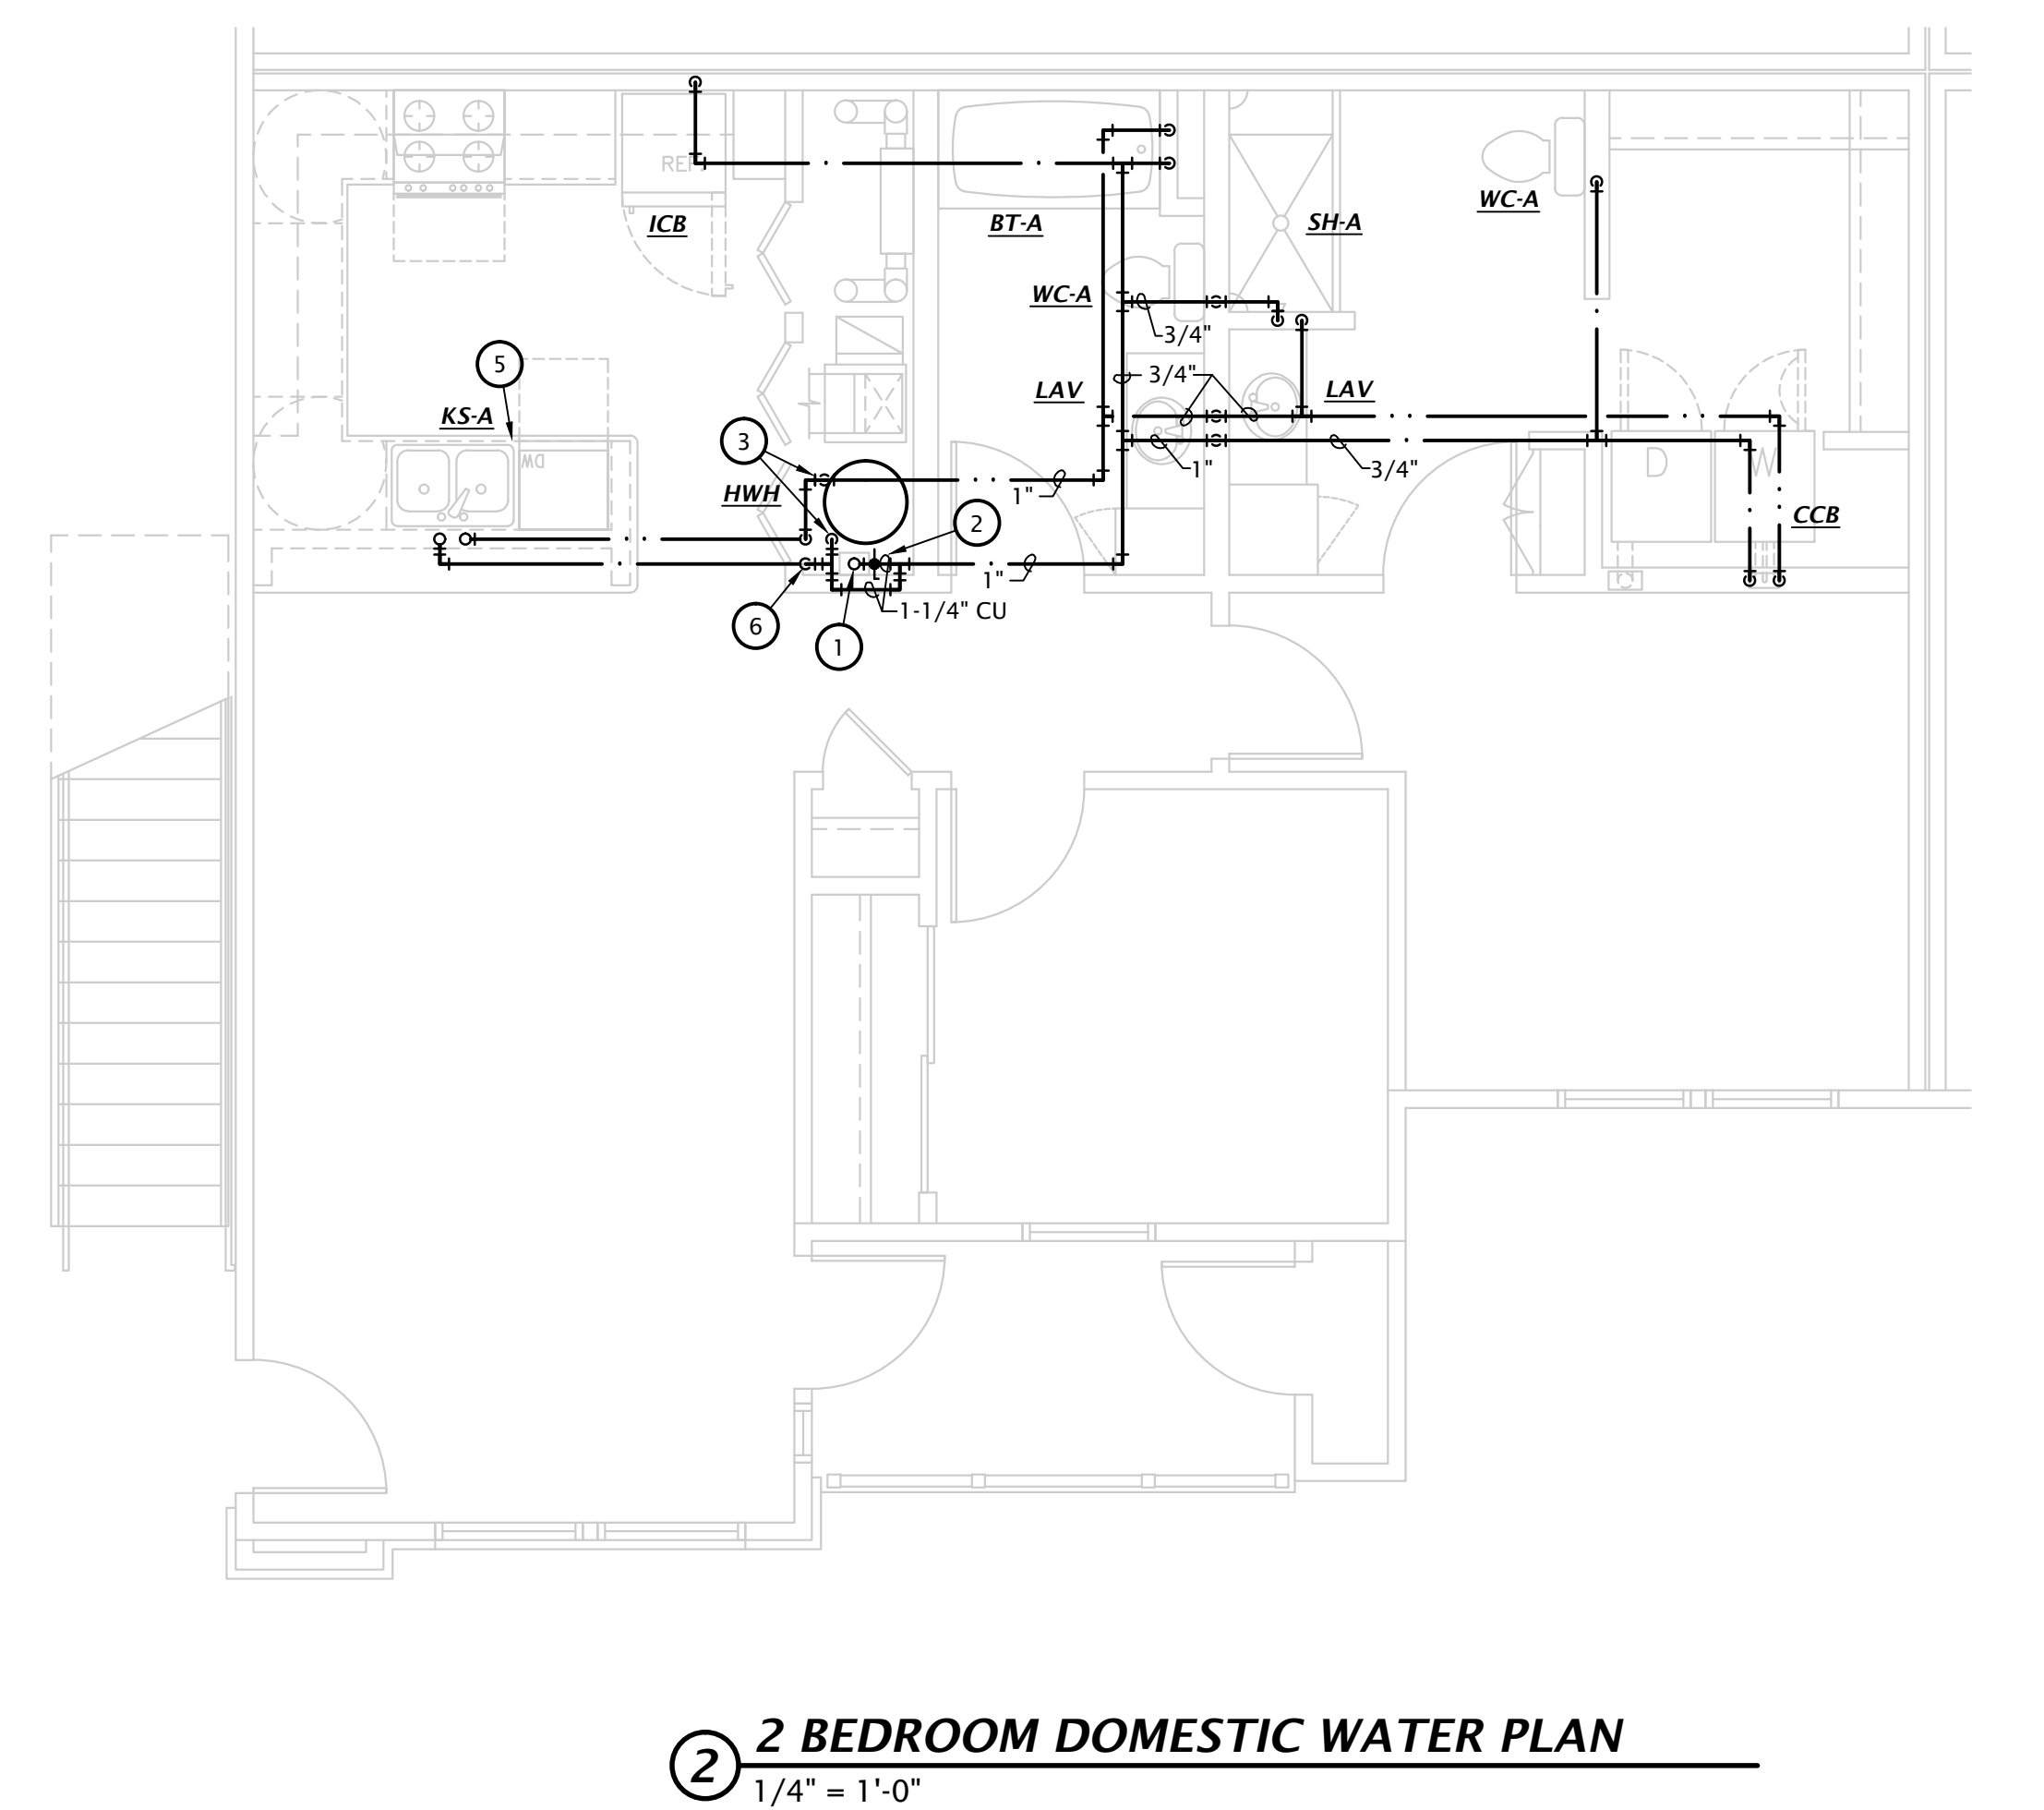 REF.
ICB
BT-A
SH-A
WC-A
WC-A
3/4"
5
KS-A
LAV
3/4"
LAV
3
DW
HWH
1"
2
1"
3/4"
D
W
CCB
1"
6
1
1-1/4" CU
2
2 BEDROOM DOMESTIC WATER PLAN
1/4" = 1'-0"